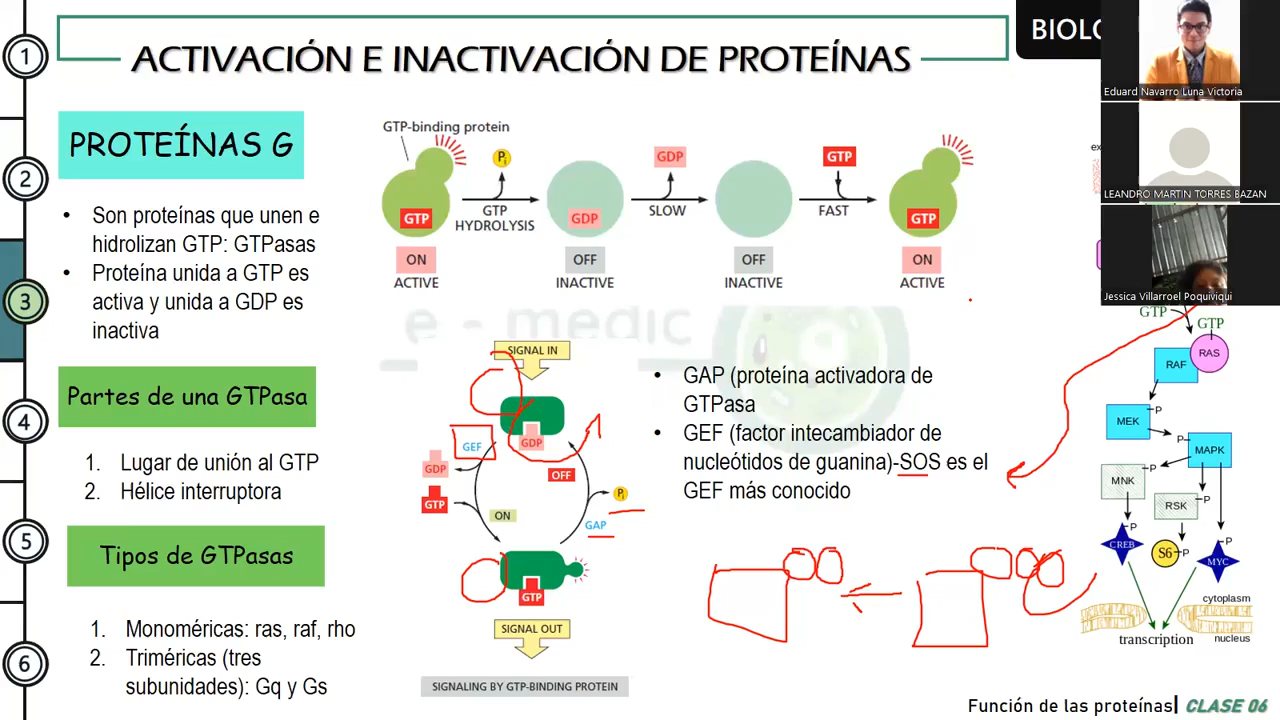 ACTIVACIÓN E INACTIVACIÓN DE PROTEÍNAS
BIOLO
Eduard Navarro Luna Victoria
LEANDRO MARTIN TORRES BAZAN
Jessica Villarroel Poquiviqui
1
2
3
4
5
6
PROTEÍNAS G
• Son proteínas que unen e
hidrolizan GTP: GTPasas
• Proteína unida a GTP es
activa y unida a GDP es
inactiva
Partes de una GTPasa
1. Lugar de unión al GTP
2. Hélice interruptora
Tipos de GTPasas
1. Monoméricas: ras, raf, rho
2. Triméricas (tres
subunidades): Gq y Gs
GTP-binding protein
Pi
GDP
GTP
GTP
GDP
GTP
GTP
HYDROLYSIS
SLOW
FAST
ON
OFF
OFF
ON
ACTIVE
INACTIVE
INACTIVE
ACTIVE
e - medic
SIGNAL IN
GDP
GEF
GDP
OFF
GTP
Pi
ON
GAP
GTP
SIGNAL OUT
SIGNALING BY GTP-BINDING PROTEIN
• GAP (proteína activadora de
GTPasa
• GEF (factor intecambiador de
nucleótidos de guanina)-SOS es el
GEF más conocido
ex
GTP
GTP
RAS
RAF
P
MEK
P
MAPK
P
MNK
P
RSK
P
P
CREB
S6
P
P
MYC
cytoplasm
nucleus
transcription
Función de las proteínas| CLASE 06